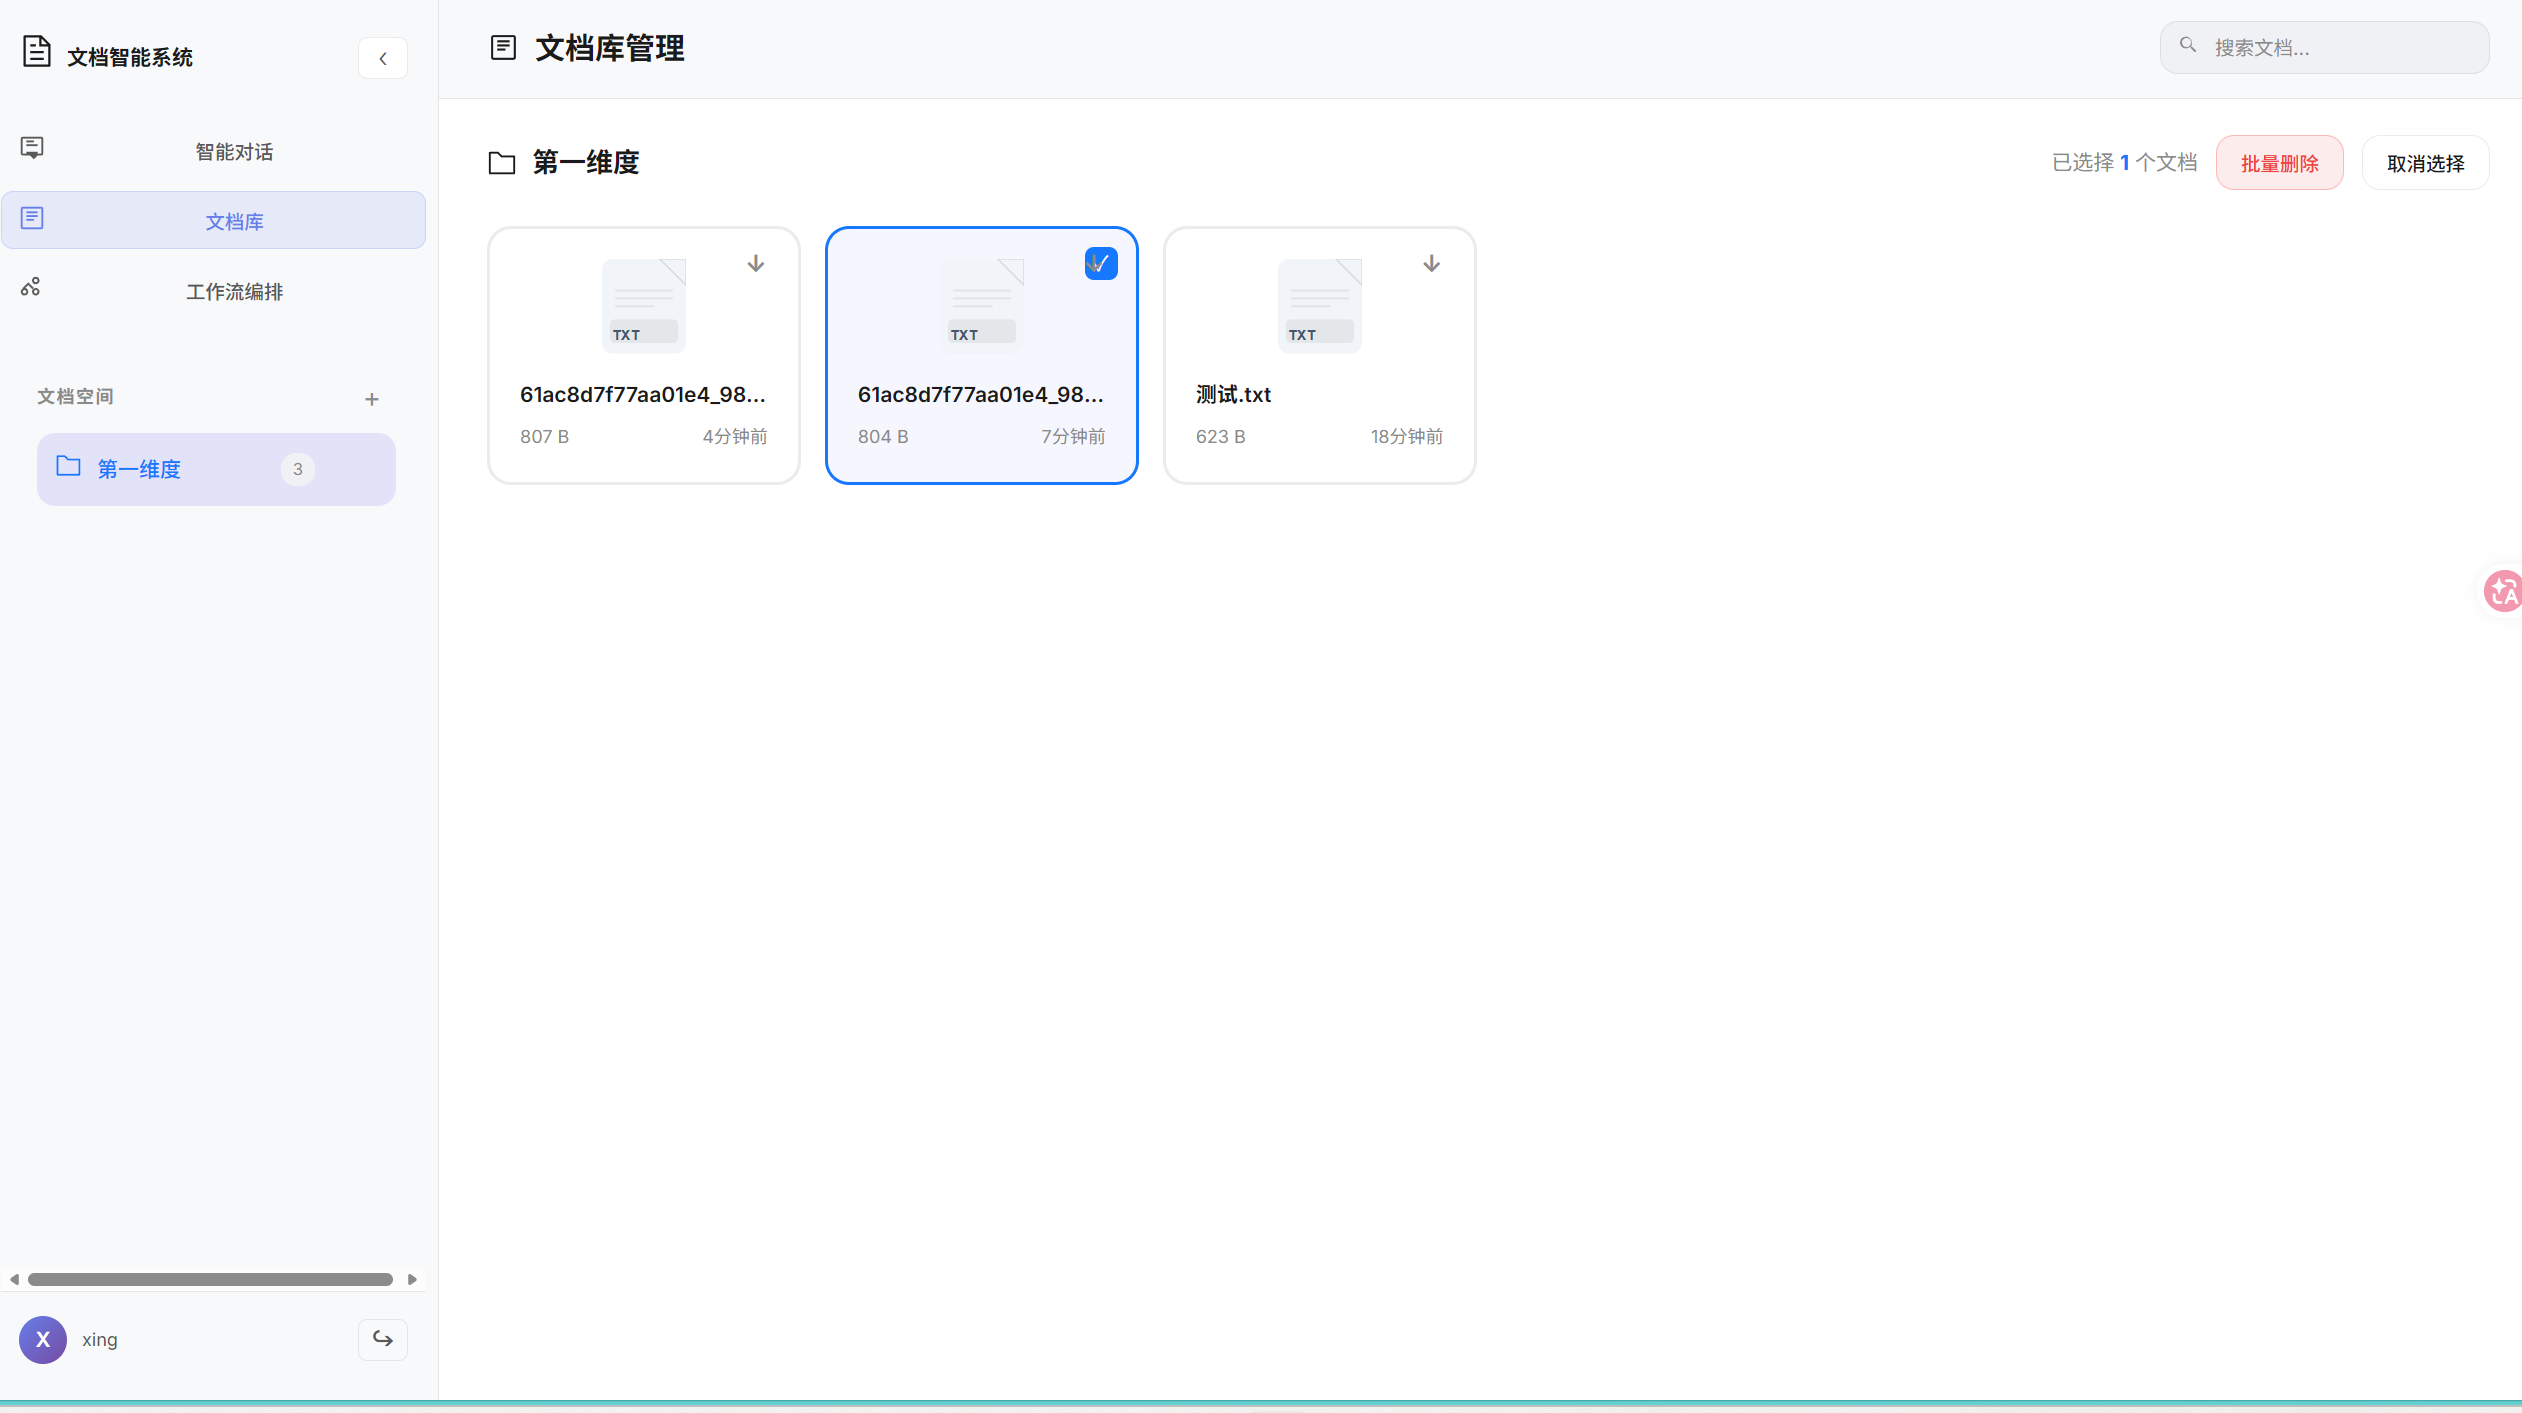 文档智能系统
智能对话
文档库
工作流编排
文档空间
+
第一维度
3
X
xing
文档库管理
搜索文档...
第一维度
已选择 1 个文档
批量删除
取消选择
TXT
61ac8d7f77aa01e4_98...
807 B
4分钟前
TXT
61ac8d7f77aa01e4_98...
804 B
7分钟前
TXT
测试.txt
623 B
18分钟前